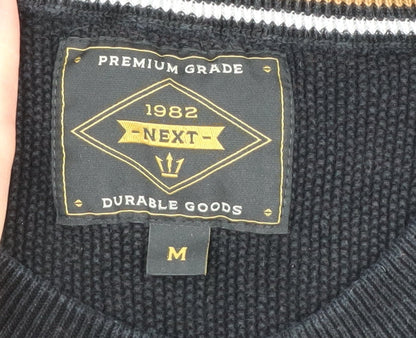 PREMIUM GRADE
1982
-NEXT-
DURABLE GOODS
M